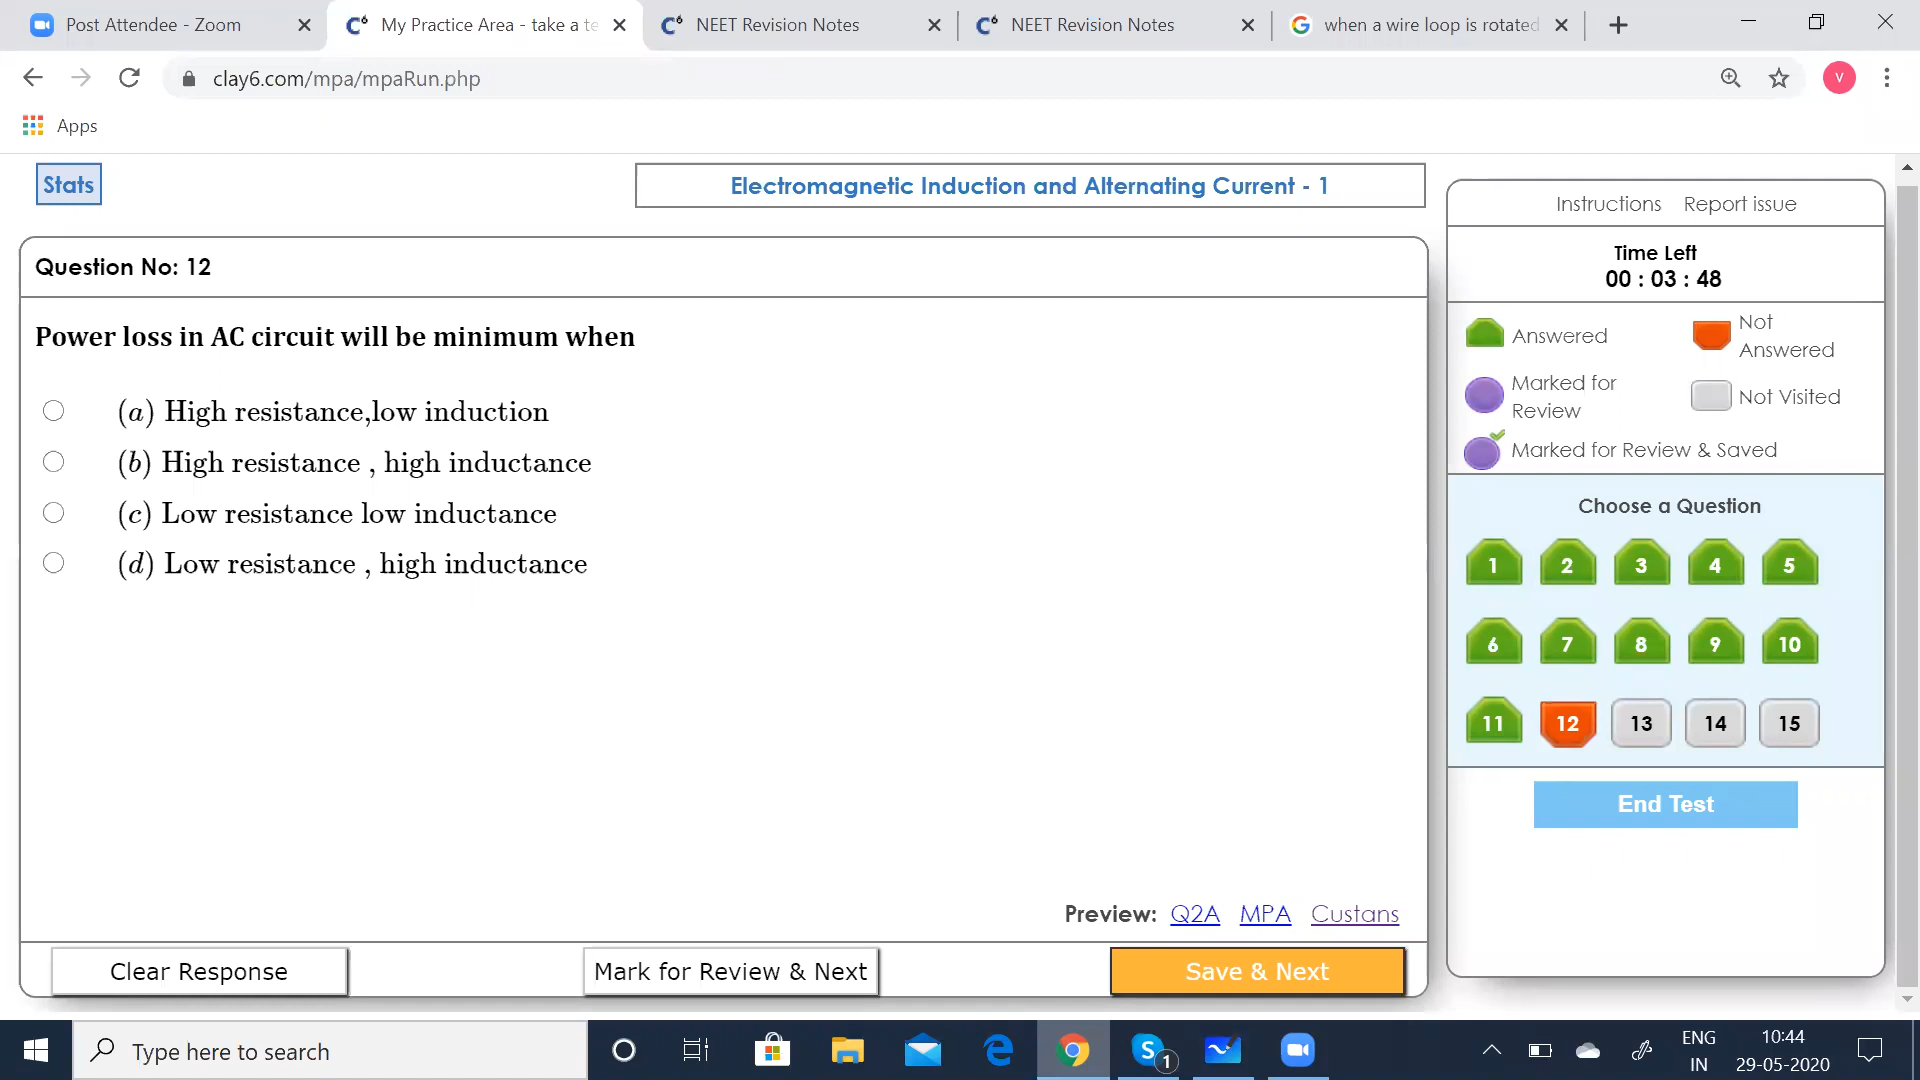 Post Attendee - Zoom
My Practice Area - take a te
NEET Revision Notes
NEET Revision Notes
when a wire loop is rotated
clay6.com/mpa/mpaRun.php
V
Apps
Stats
Electromagnetic Induction and Alternating Current - 1
Instructions Report issue
Question No: 12
Time Left
00 : 03 : 48
Power loss in AC circuit will be minimum when
(a) High resistance,low induction
(b) High resistance , high inductance
(c) Low resistance low inductance
(d) Low resistance , high inductance
Answered
Not Answered
Marked for Review
Not Visited
Marked for Review & Saved
Choose a Question
1 2 3 4 5
6 7 8 9 10
11 12 13 14 15
End Test
Preview: Q2A MPA Custans
Clear Response
Mark for Review & Next
Save & Next
Type here to search
S 1
ENG
IN
10:44
29-05-2020